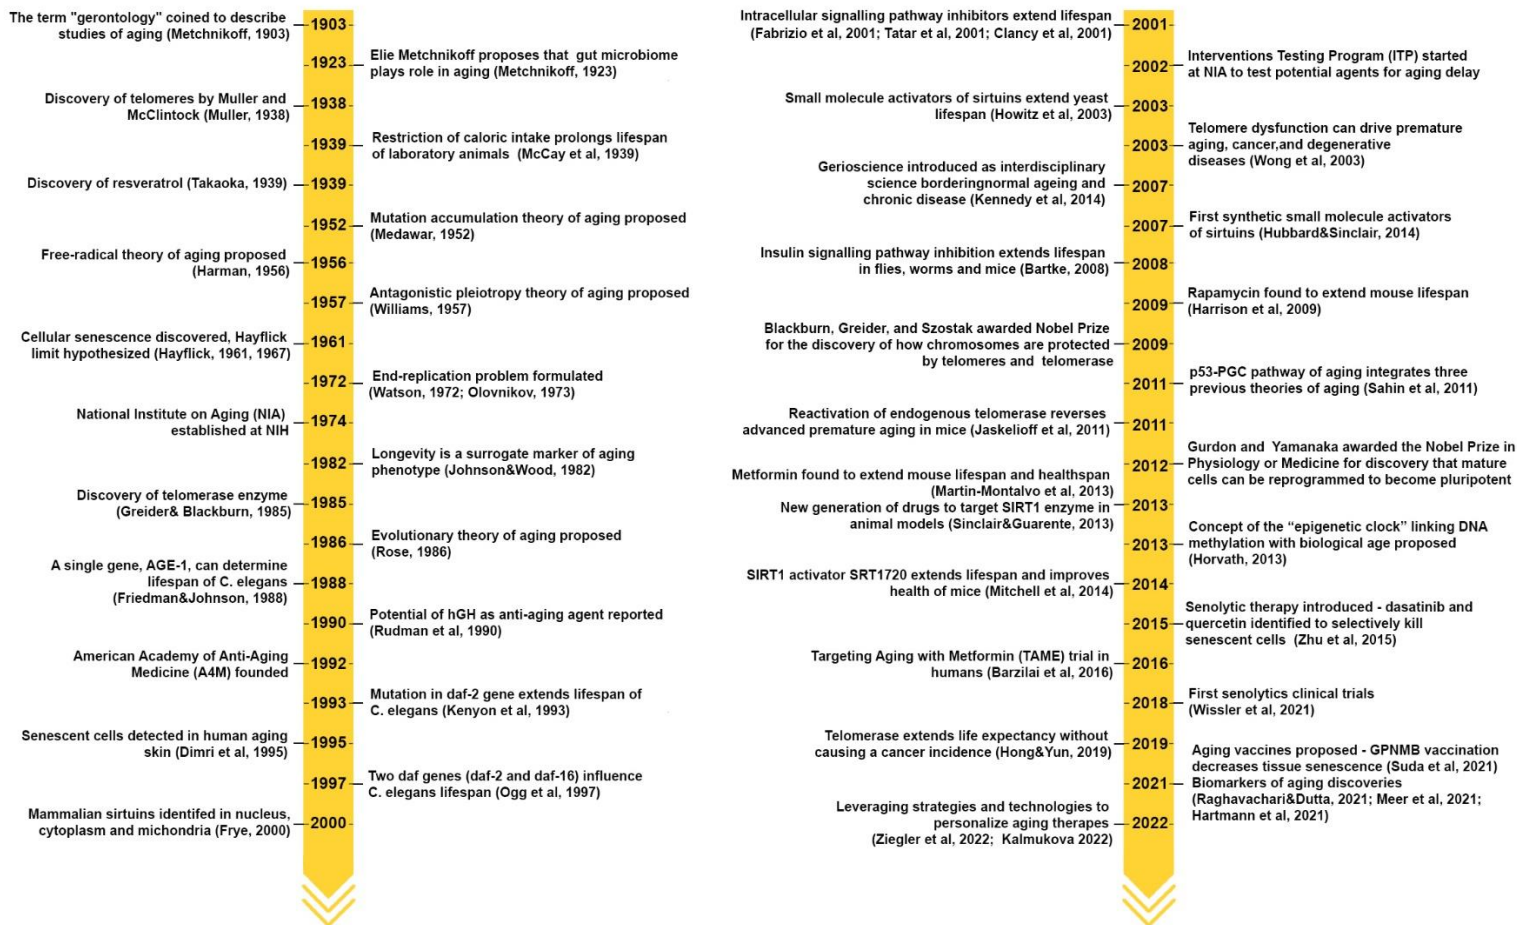 The term "gerontology" coined to describe
studies of aging (Metchnikoff, 1903)
1903
Elie Metchnikoff proposes that gut microbiome
plays role in aging (Metchnikoff, 1923)
1923
Discovery of telomeres by Muller and
McClintock (Muller, 1938)
1938
Restriction of caloric intake prolongs lifespan
of laboratory animals (McCay et al, 1939)
1939
Discovery of resveratrol (Takaoka, 1939)
1939
Mutation accumulation theory of aging proposed
(Medawar, 1952)
1952
Free-radical theory of aging proposed
(Harman, 1956)
1956
Antagonistic pleiotropy theory of aging proposed
(Williams, 1957)
1957
Cellular senescence discovered, Hayflick
limit hypothesized (Hayflick, 1961, 1967)
1961
End-replication problem formulated
(Watson, 1972; Olovnikov, 1973)
1972
National Institute on Aging (NIA)
established at NIH
1974
Longevity is a surrogate marker of aging
phenotype (Johnson&Wood, 1982)
1982
Discovery of telomerase enzyme
(Greider& Blackburn, 1985)
1985
Evolutionary theory of aging proposed
(Rose, 1986)
1986
A single gene, AGE-1, can determine
lifespan of C. elegans
(Friedman&Johnson, 1988)
1988
Potential of hGH as anti-aging agent reported
(Rudman et al, 1990)
1990
American Academy of Anti-Aging
Medicine (A4M) founded
1992
Mutation in daf-2 gene extends lifespan of
C. elegans (Kenyon et al, 1993)
1993
Senescent cells detected in human aging
skin (Dimri et al, 1995)
1995
Two daf genes (daf-2 and daf-16) influence
C. elegans lifespan (Ogg et al, 1997)
1997
Mammalian sirtuins identifed in nucleus,
cytoplasm and michondria (Frye, 2000)
2000
Intracellular signalling pathway inhibitors extend lifespan
(Fabrizio et al, 2001; Tatar et al, 2001; Clancy et al, 2001)
2001
Interventions Testing Program (ITP) started
at NIA to test potential agents for aging delay
2002
Small molecule activators of sirtuins extend yeast
lifespan (Howitz et al, 2003)
2003
Telomere dysfunction can drive premature
aging, cancer,and degenerative
diseases (Wong et al, 2003)
2003
Gerioscience introduced as interdisciplinary
science borderingnormal ageing and
chronic disease (Kennedy et al, 2014)
2007
First synthetic small molecule activators
of sirtuins (Hubbard&Sinclair, 2014)
2007
Insulin signalling pathway inhibition extends lifespan
in flies, worms and mice (Bartke, 2008)
2008
Rapamycin found to extend mouse lifespan
(Harrison et al, 2009)
2009
Blackburn, Greider, and Szostak awarded Nobel Prize
for the discovery of how chromosomes are protected
by telomeres and telomerase
2009
p53-PGC pathway of aging integrates three
previous theories of aging (Sahin et al, 2011)
2011
Reactivation of endogenous telomerase reverses
advanced premature aging in mice (Jaskelioff et al, 2011)
2011
Gurdon and Yamanaka awarded the Nobel Prize in
Physiology or Medicine for discovery that mature
cells can be reprogrammed to become pluripotent
2012
Metformin found to extend mouse lifespan and healthspan
(Martin-Montalvo et al, 2013)
New generation of drugs to target SIRT1 enzyme in
animal models (Sinclair&Guarente, 2013)
2013
Concept of the “epigenetic clock” linking DNA
methylation with biological age proposed
(Horvath, 2013)
2013
SIRT1 activator SRT1720 extends lifespan and improves
health of mice (Mitchell et al, 2014)
2014
Senolytic therapy introduced - dasatinib and
quercetin identified to selectively kill
senescent cells (Zhu et al, 2015)
2015
Targeting Aging with Metformin (TAME) trial in
humans (Barzilai et al, 2016)
2016
First senolytics clinical trials
(Wissler et al, 2021)
2018
Telomerase extends life expectancy without
causing a cancer incidence (Hong&Yun, 2019)
2019
Aging vaccines proposed - GPNMB vaccination
decreases tissue senescence (Suda et al, 2021)
Biomarkers of aging discoveries
(Raghavachari&Dutta, 2021; Meer et al, 2021;
Hartmann et al, 2021)
2021
Leveraging strategies and technologies to
personalize aging therapes
(Ziegler et al, 2022; Kalmukova 2022)
2022